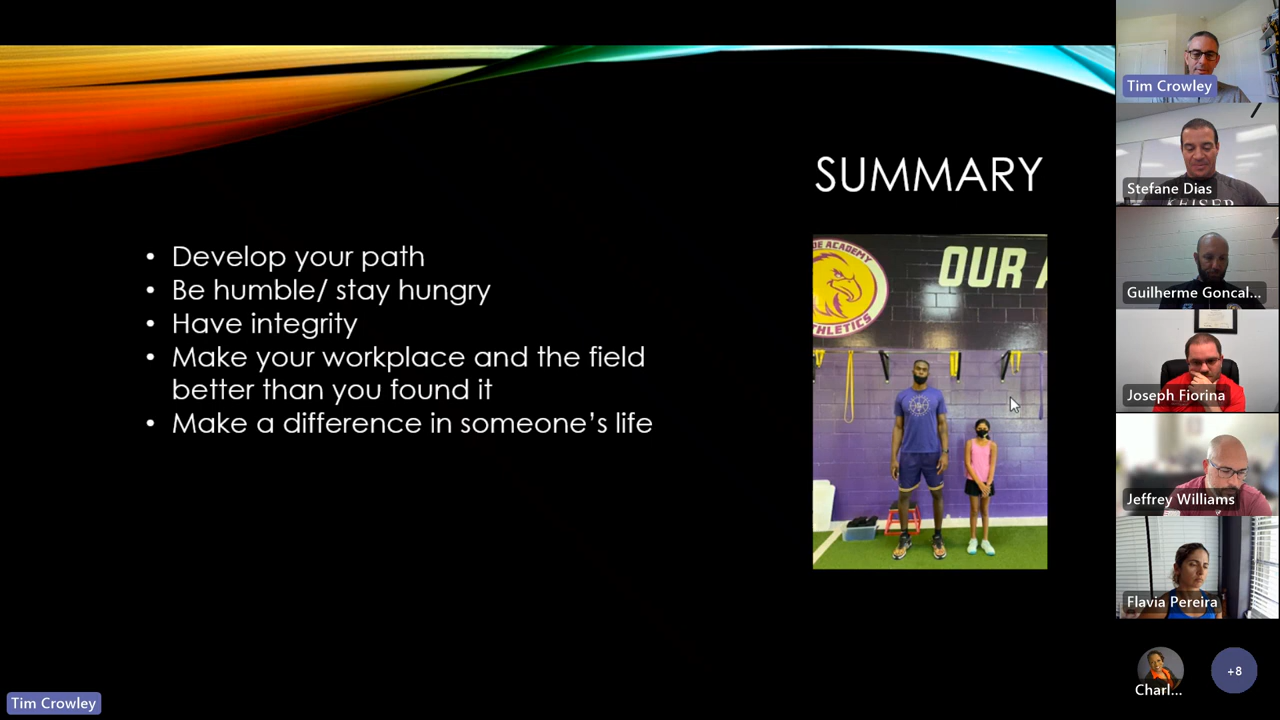 SUMMARY
• Develop your path
• Be humble/ stay hungry
• Have integrity
• Make your workplace and the field
better than you found it
• Make a difference in someone's life
OUR
ATHLETICS
ACADEMY
Tim Crowley
Stefane Dias
KEISER
Guilherme Goncal...
Joseph Fiorina
Jeffrey Williams
Flavia Pereira
Charl...
+8
Tim Crowley